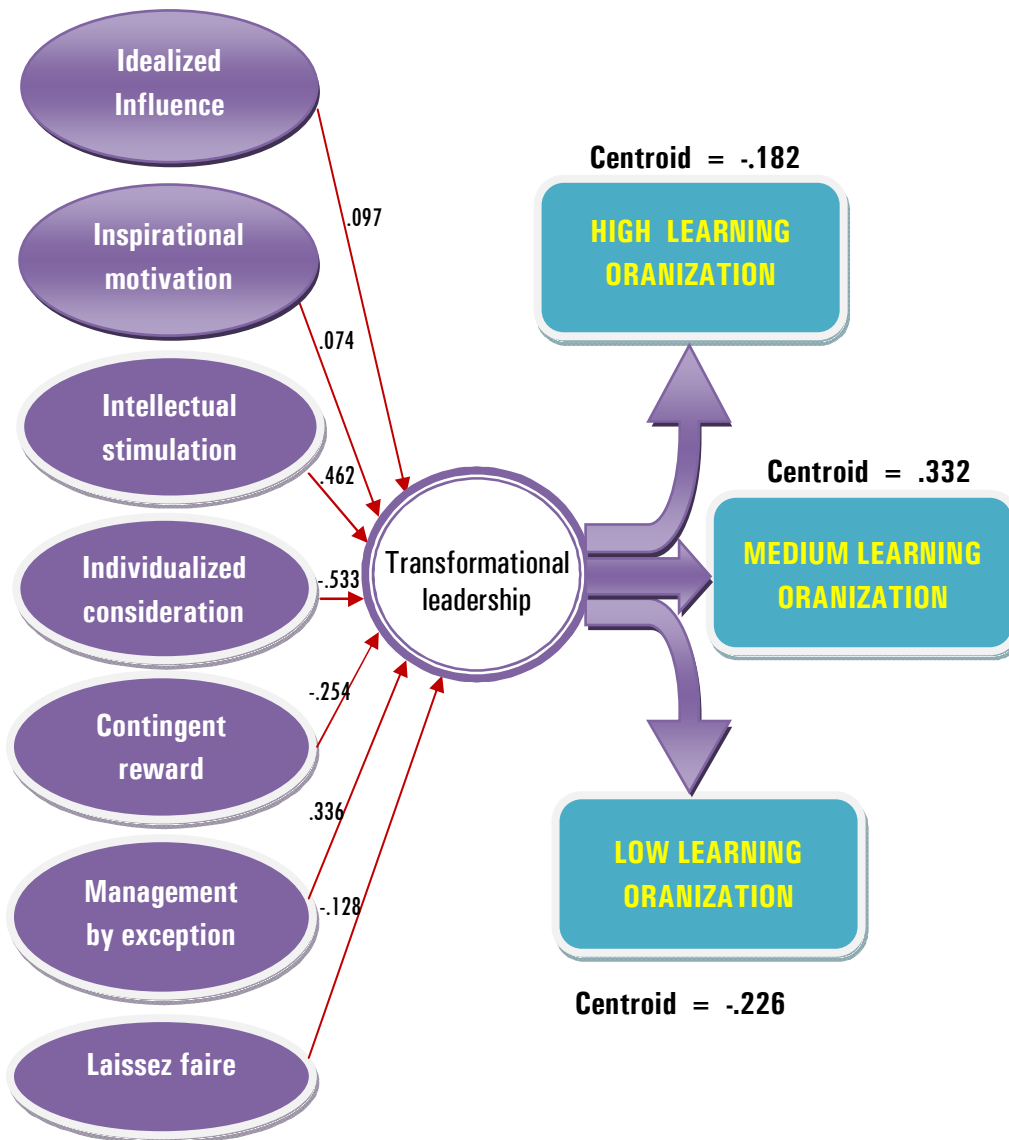 Idealized
Influence
.097
Inspirational
motivation
.074
Intellectual
stimulation
.462
Individualized
consideration
-.533
Contingent
reward
-.254
Management
by exception
.336
Laissez faire
-.128
Transformational
leadership
Centroid = -.182
HIGH LEARNING
ORANIZATION
Centroid = .332
MEDIUM LEARNING
ORANIZATION
LOW LEARNING
ORANIZATION
Centroid = -.226